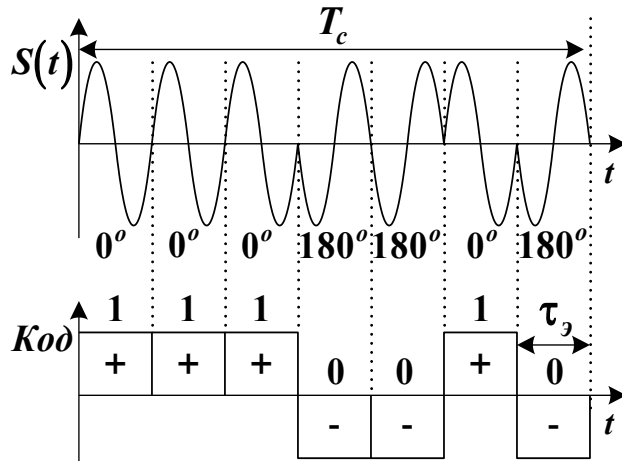 T_c
S(t)
t
0° 0° 0° 180° 180° 0° 180°
1 1 1 1 τ_э
Код + + + 0 0 + 0
- - -
t